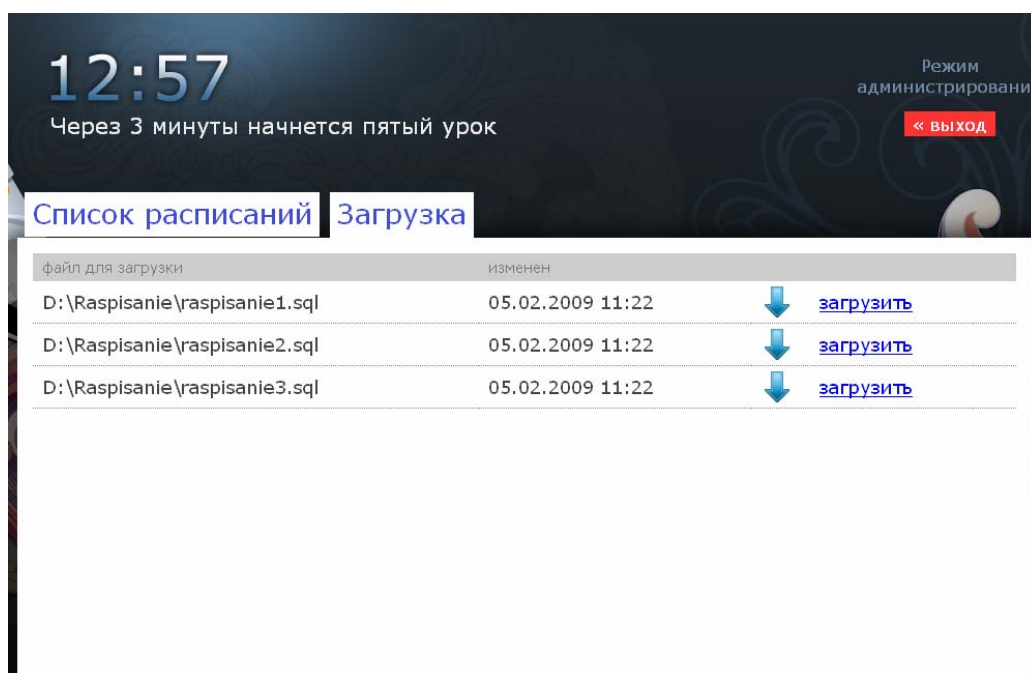 12:57
Через 3 минуты начнется пятый урок
Режим
администрировани
« выход
Список расписаний Загрузка
файл для загрузки изменен
D:\Raspisanie\raspisanie1.sql 05.02.2009 11:22 загрузить
D:\Raspisanie\raspisanie2.sql 05.02.2009 11:22 загрузить
D:\Raspisanie\raspisanie3.sql 05.02.2009 11:22 загрузить